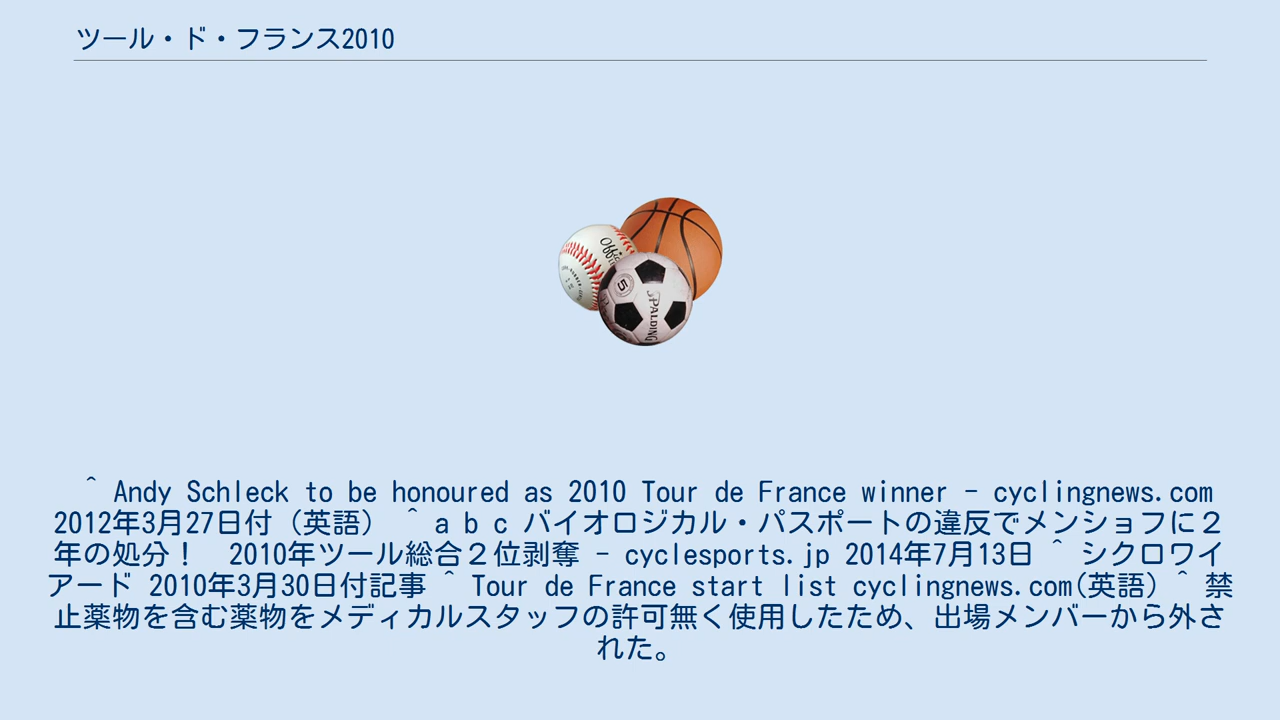 ツール・ド・フランス2010
Offic
5
SPALDING
^ Andy Schleck to be honoured as 2010 Tour de France winner - cyclingnews.com
2012年3月27日付（英語） ^ a b c バイオロジカル・パスポートの違反でメンショフに２
年の処分！　2010年ツール総合２位剥奪 - cyclesports.jp 2014年7月13日 ^ シクロワイ
アード 2010年3月30日付記事 ^ Tour de France start list cyclingnews.com(英語) ^ 禁
止薬物を含む薬物をメディカルスタッフの許可無く使用したため、出場メンバーから外さ
れた。